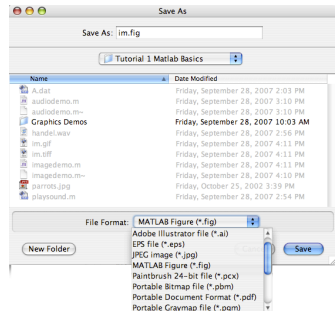 Save As
Save As: im.fig
Tutorial 1 Matlab Basics
Name Date Modified
A.dat Friday, September 28, 2007 2:03 PM
audiodemo.m Friday, September 28, 2007 3:10 PM
audiodemo.m~ Friday, September 28, 2007 3:10 PM
Graphics Demos Friday, September 28, 2007 10:03 AM
handel.wav Friday, September 28, 2007 2:56 PM
im.gif Friday, September 28, 2007 4:11 PM
im.tiff Friday, September 28, 2007 4:11 PM
imagedemo.m Friday, September 28, 2007 4:11 PM
imagedemo.m~ Friday, September 28, 2007 4:10 PM
parrots.jpg Friday, October 25, 2002 3:39 PM
playsound.m Friday, September 28, 2007 2:54 PM
File Format: MATLAB Figure (*.fig)
Adobe Illustrator file (*.ai)
EPS file (*.eps)
JPEG image (*.jpg)
MATLAB Figure (*.fig)
Paintbrush 24-bit file (*.pcx)
Portable Bitmap file (*.pbm)
Portable Document Format (*.pdf)
Portable Graymap file (*.pgm)
New Folder
Save